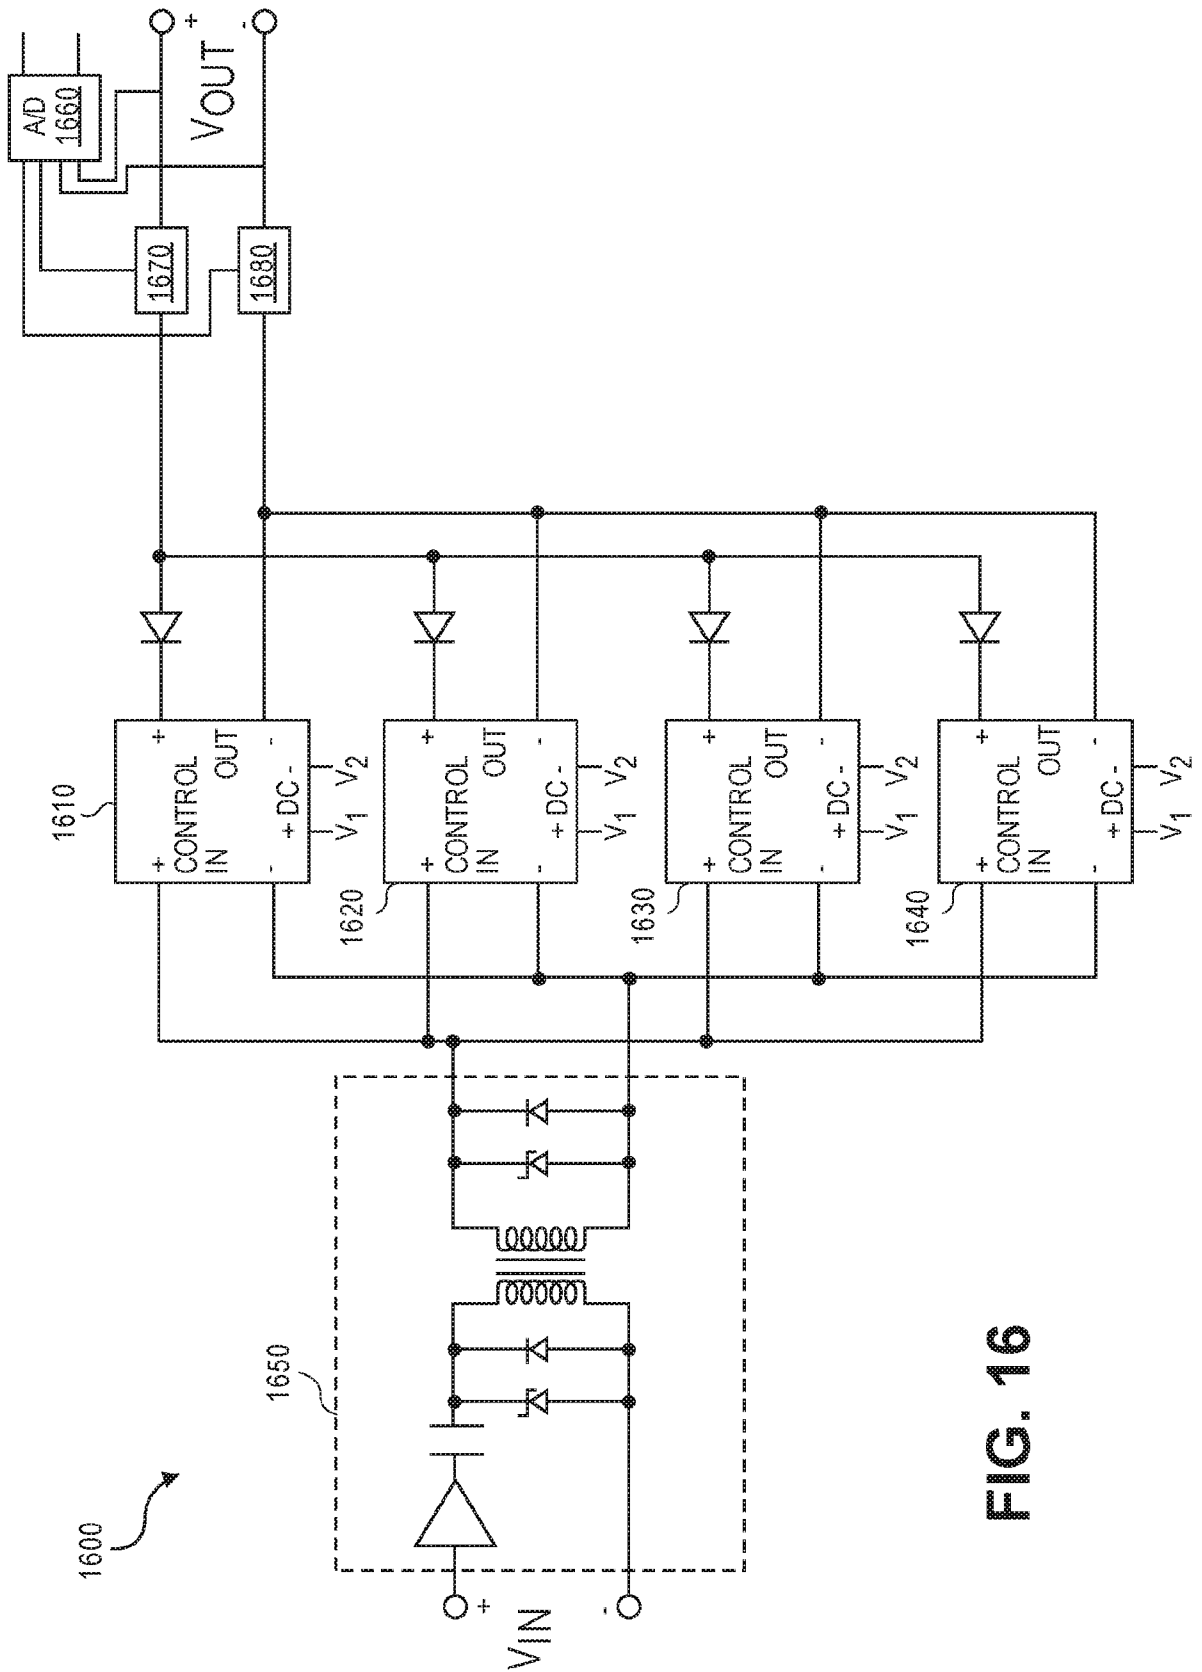 1600
V_IN
+
-
1650
1610
+
CONTROL
IN
-
+
OUT
-
+ DC -
V1
V2
1620
+
CONTROL
IN
-
+
OUT
-
+ DC -
V1
V2
1630
+
CONTROL
IN
-
+
OUT
-
+ DC -
V1
V2
1640
+
CONTROL
IN
-
+
OUT
-
+ DC -
V1
V2
1670
1680
A/D
1660
+
-
VOUT
FIG. 16